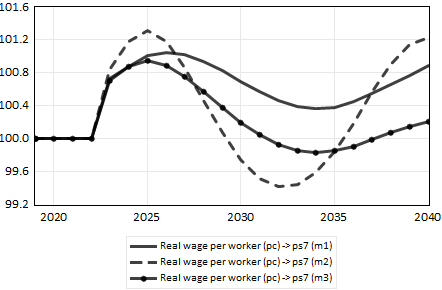 101.6
101.2
100.8
100.4
100.0
99.6
99.2
2020 2025 2030 2035 2040
Real wage per worker (pc) -> ps7 (m1)
Real wage per worker (pc) -> ps7 (m2)
Real wage per worker (pc) -> ps7 (m3)